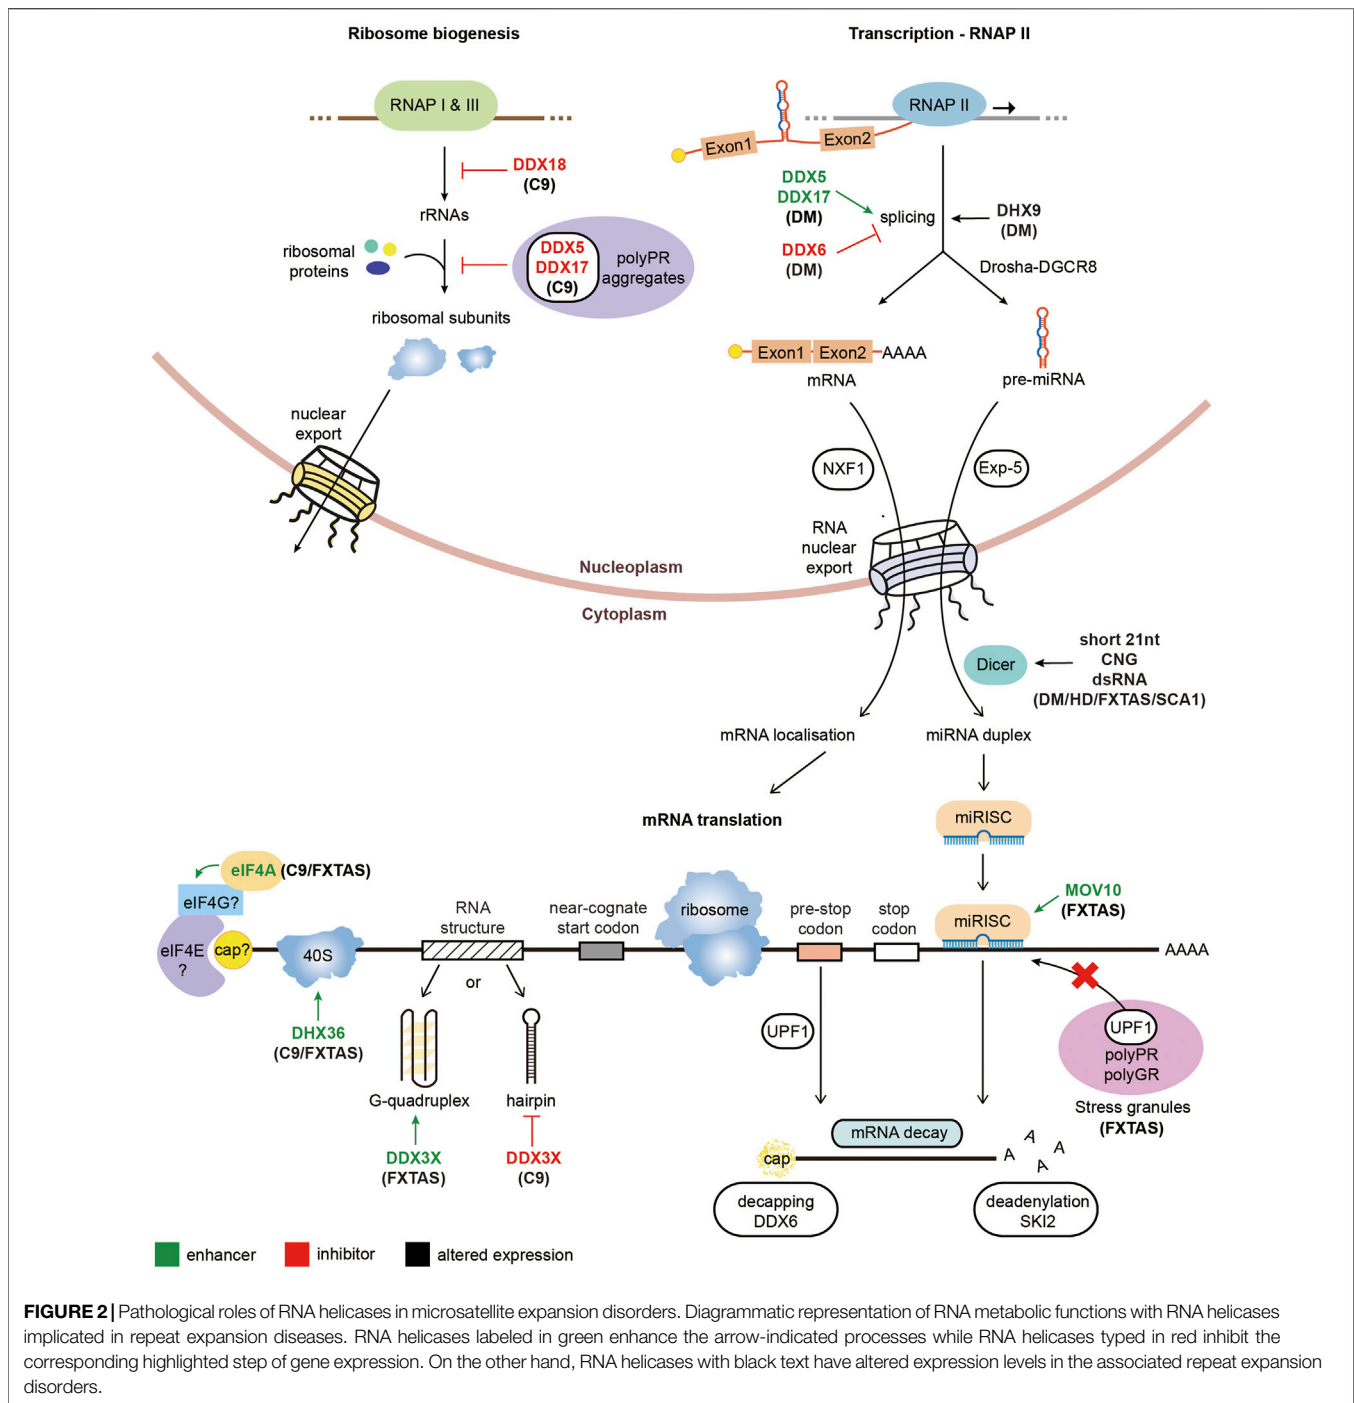 Ribosome biogenesis
RNAP I & III
DDX18
(C9)
rRNAs
ribosomal
proteins
DDX5
DDX17
(C9)
polyPR
aggregates
ribosomal subunits
nuclear
export
Transcription - RNAP II
RNAP II
Exon1
Exon2
DDX5
DDX17
(DM)
splicing
DHX9
(DM)
DDX6
(DM)
Drosha-DGCR8
Exon1
Exon2
AAAA
mRNA
pre-miRNA
NXF1
Exp-5
RNA
nuclear
export
Nucleoplasm
Cytoplasm
Dicer
short 21nt
CNG
dsRNA
(DM/HD/FXTAS/SCA1)
mRNA localisation
miRNA duplex
mRNA translation
miRISC
eIF4A (C9/FXTAS)
eIF4G?
eIF4E
?
cap?
40S
DHX36
(C9/FXTAS)
RNA
structure
or
G-quadruplex
hairpin
DDX3X
(FXTAS)
DDX3X
(C9)
near-cognate
start codon
ribosome
pre-stop
codon
stop
codon
miRISC
MOV10
(FXTAS)
AAAA
UPF1
UPF1
polyPR
polyGR
Stress granules
(FXTAS)
mRNA decay
cap
A
A
A
A
decapping
DDX6
deadenylation
SKI2
enhancer
inhibitor
altered expression
FIGURE 2 | Pathological roles of RNA helicases in microsatellite expansion disorders. Diagrammatic representation of RNA metabolic functions with RNA helicases
implicated in repeat expansion diseases. RNA helicases labeled in green enhance the arrow-indicated processes while RNA helicases typed in red inhibit the
corresponding highlighted step of gene expression. On the other hand, RNA helicases with black text have altered expression levels in the associated repeat expansion
disorders.